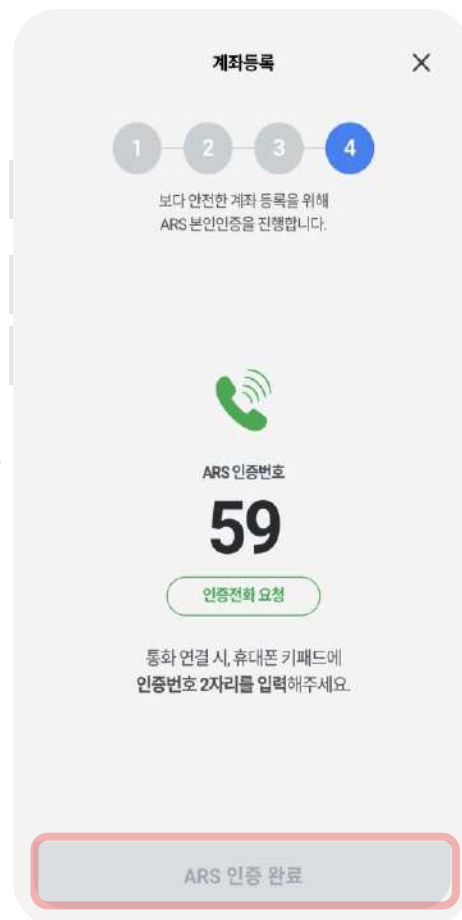 계좌등록
1 2 3 4
보다 안전한 계좌 등록을 위해
ARS 본인인증을 진행합니다.
ARS 인증번호
59
인증전화 요청
통화 연결 시, 휴대폰 키패드에
인증번호 2자리를 입력해주세요.
ARS 인증 완료